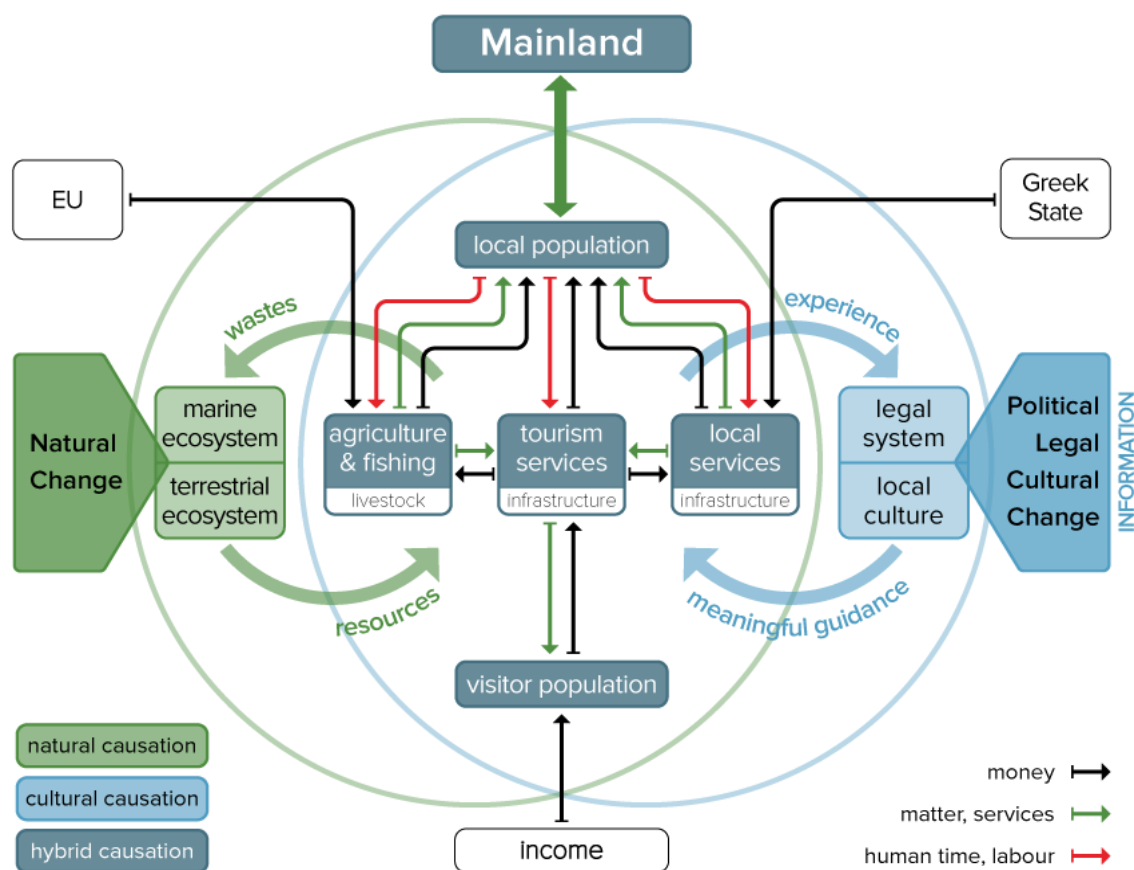 Mainland
EU
Greek
State
local population
wastes
experience
Natural
Change
marine
ecosystem
terrestrial
ecosystem
agriculture
& fishing
livestock
tourism
services
infrastructure
local
services
infrastructure
legal
system
local
culture
Political
Legal
Cultural
Change
INFORMATION
resources
meaningful guidance
visitor population
natural causation
cultural causation
hybrid causation
income
money
matter, services
human time, labour